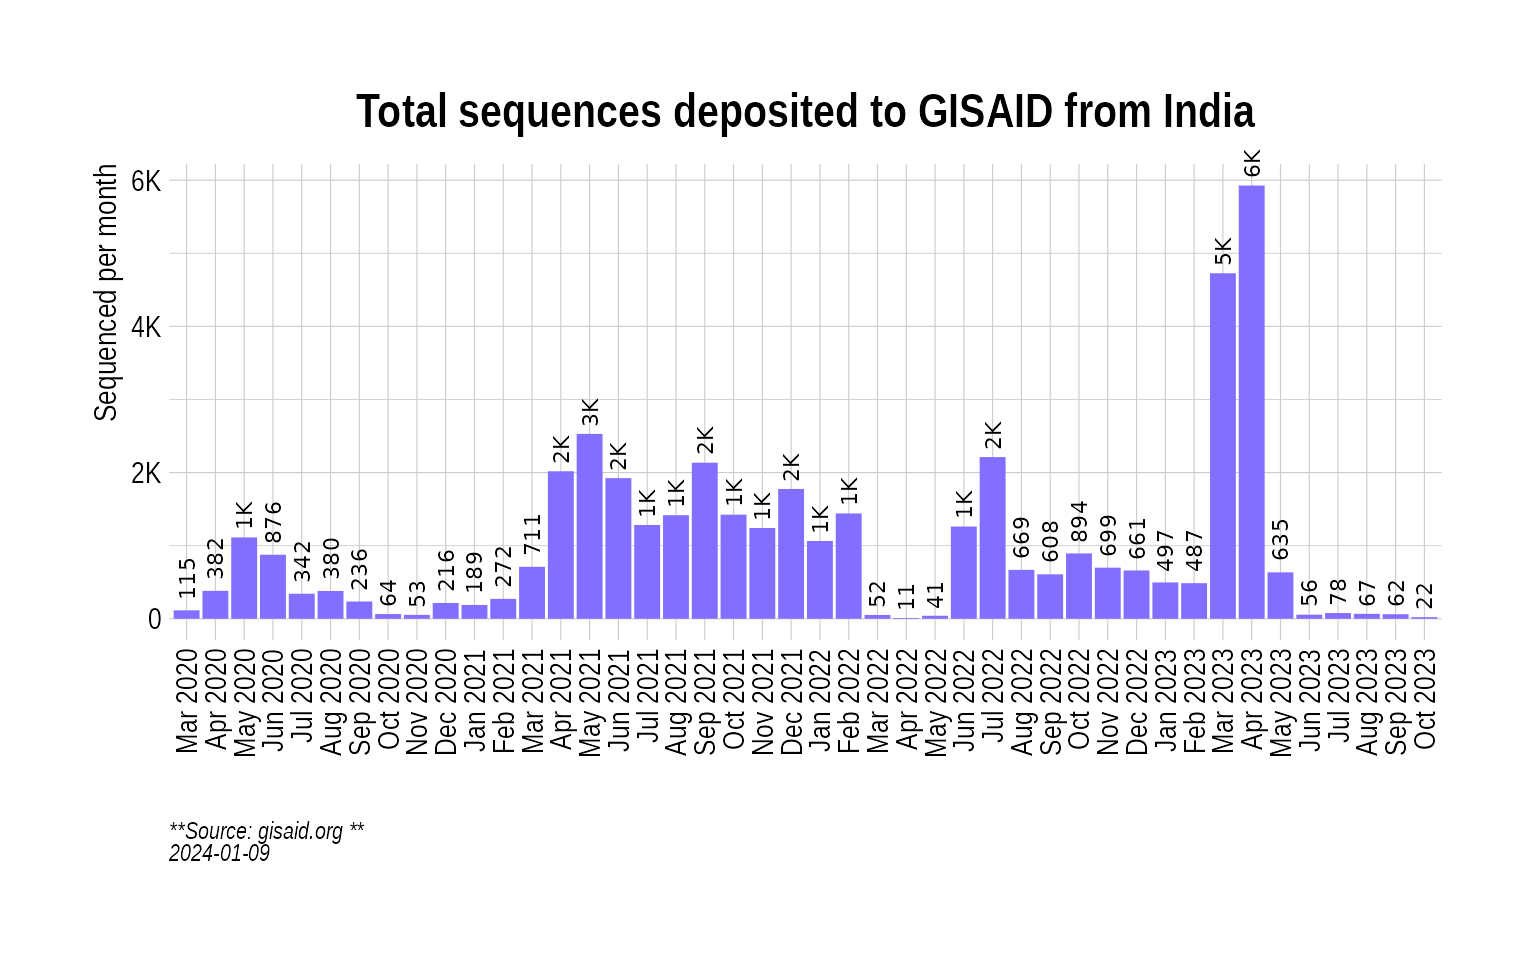 Total sequences deposited to GISAID from India
Sequenced per month
6K
4K
2K
0
115
382
1K
876
342
380
236
64
53
216
189
272
711
2K
3K
2K
1K
1K
2K
1K
1K
2K
1K
1K
52
11
41
1K
2K
669
608
894
699
661
497
487
5K
6K
635
56
78
67
62
22
Mar 2020
Apr 2020
May 2020
Jun 2020
Jul 2020
Aug 2020
Sep 2020
Oct 2020
Nov 2020
Dec 2020
Jan 2021
Feb 2021
Mar 2021
Apr 2021
May 2021
Jun 2021
Jul 2021
Aug 2021
Sep 2021
Oct 2021
Nov 2021
Dec 2021
Jan 2022
Feb 2022
Mar 2022
Apr 2022
May 2022
Jun 2022
Jul 2022
Aug 2022
Sep 2022
Oct 2022
Nov 2022
Dec 2022
Jan 2023
Feb 2023
Mar 2023
Apr 2023
May 2023
Jun 2023
Jul 2023
Aug 2023
Sep 2023
Oct 2023
**Source: gisaid.org **
2024-01-09